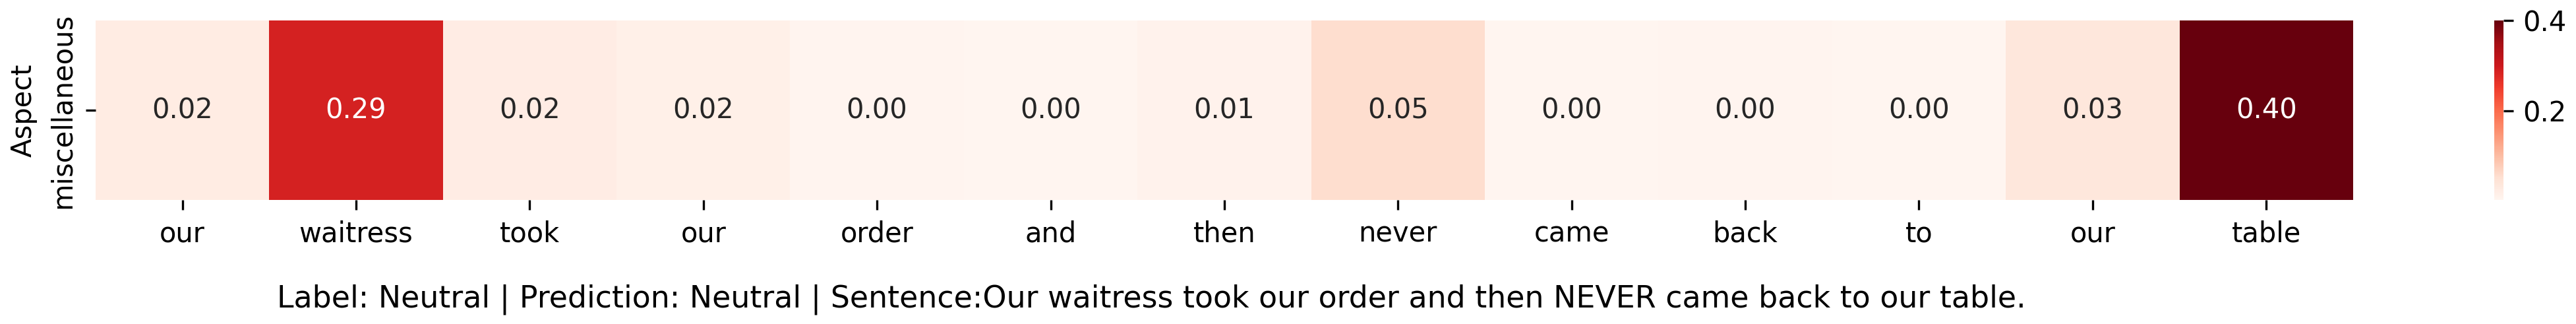 Aspect
miscellaneous
0.02 0.29 0.02 0.02 0.00 0.00 0.01 0.05 0.00 0.00 0.00 0.03 0.40
our waitress took our order and then never came back to our table
0.4
0.2
Label: Neutral | Prediction: Neutral | Sentence:Our waitress took our order and then NEVER came back to our table.